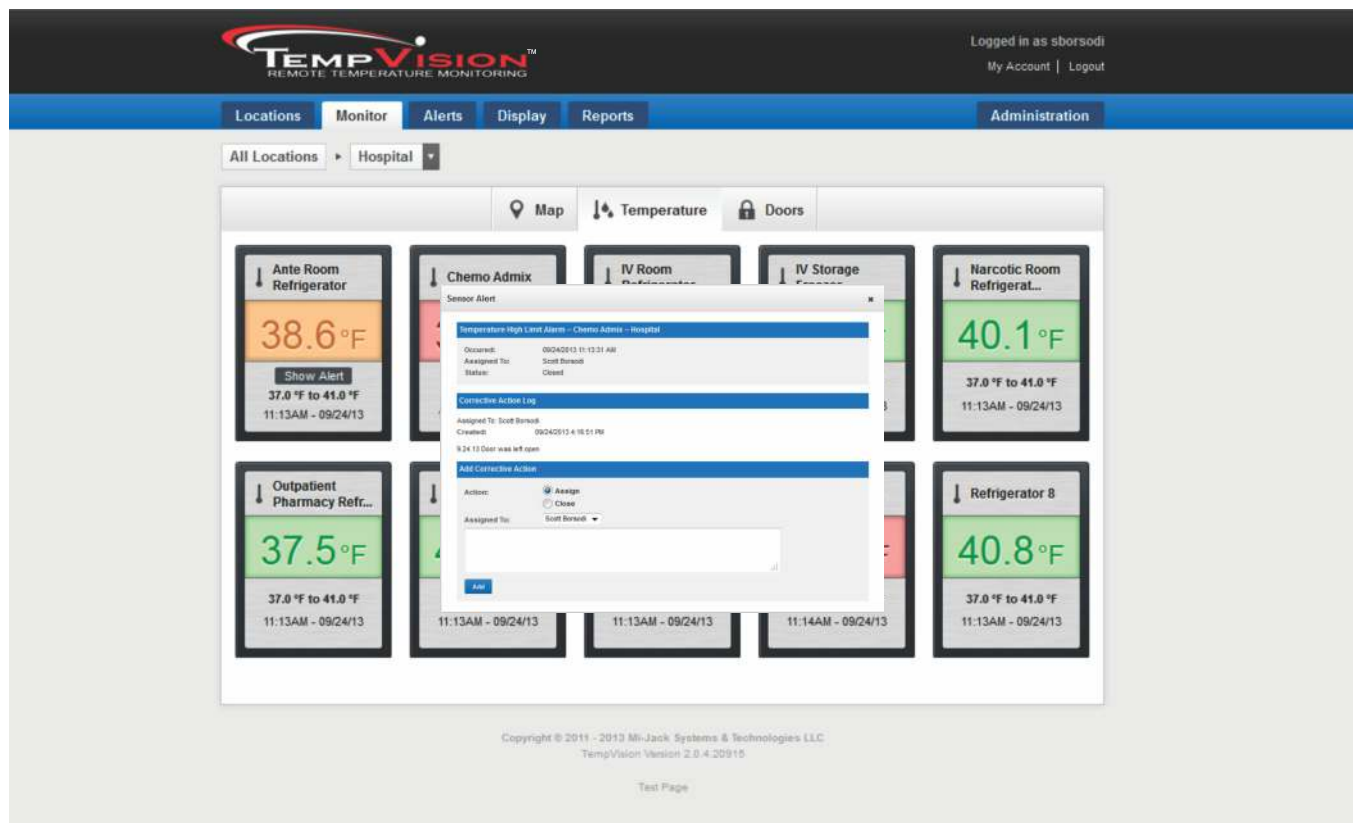 TEMPVISION™
REMOTE TEMPERATURE MONITORING
Logged in as sborsodi
My Account | Logout
Locations
Monitor
Alerts
Display
Reports
Administration
All Locations
Hospital
Map
Temperature
Doors
Ante Room
Refrigerator
38.6 °F
Show Alert
37.0 °F to 41.0 °F
11:13AM - 09/24/13
Chemo Admix
IV Room
IV Storage
Narcotic Room
Refrigerat...
40.1 °F
37.0 °F to 41.0 °F
11:13AM - 09/24/13
Sensor Alert
Temperature High Limit Alarm – Chemo Admix – Hospital
Occurred: 09/24/2013 11:13:31 AM
Assigned To: Scott Borsodi
Status: Closed
Corrective Action Log
Assigned To: Scott Borsodi
Created: 09/24/2013 4:16:51 PM
9.24.13 Door was left open
Add Corrective Action
Action:
Assign
Close
Assigned To: Scott Borsodi
Add
Outpatient
Pharmacy Refr...
37.5 °F
37.0 °F to 41.0 °F
11:13AM - 09/24/13
11:13AM - 09/24/13
11:13AM - 09/24/13
11:14AM - 09/24/13
Refrigerator 8
40.8 °F
37.0 °F to 41.0 °F
11:13AM - 09/24/13
Copyright © 2011 - 2013 Mi-Jack Systems & Technologies LLC
TempVision Version 2.0.4.20915
Test Page